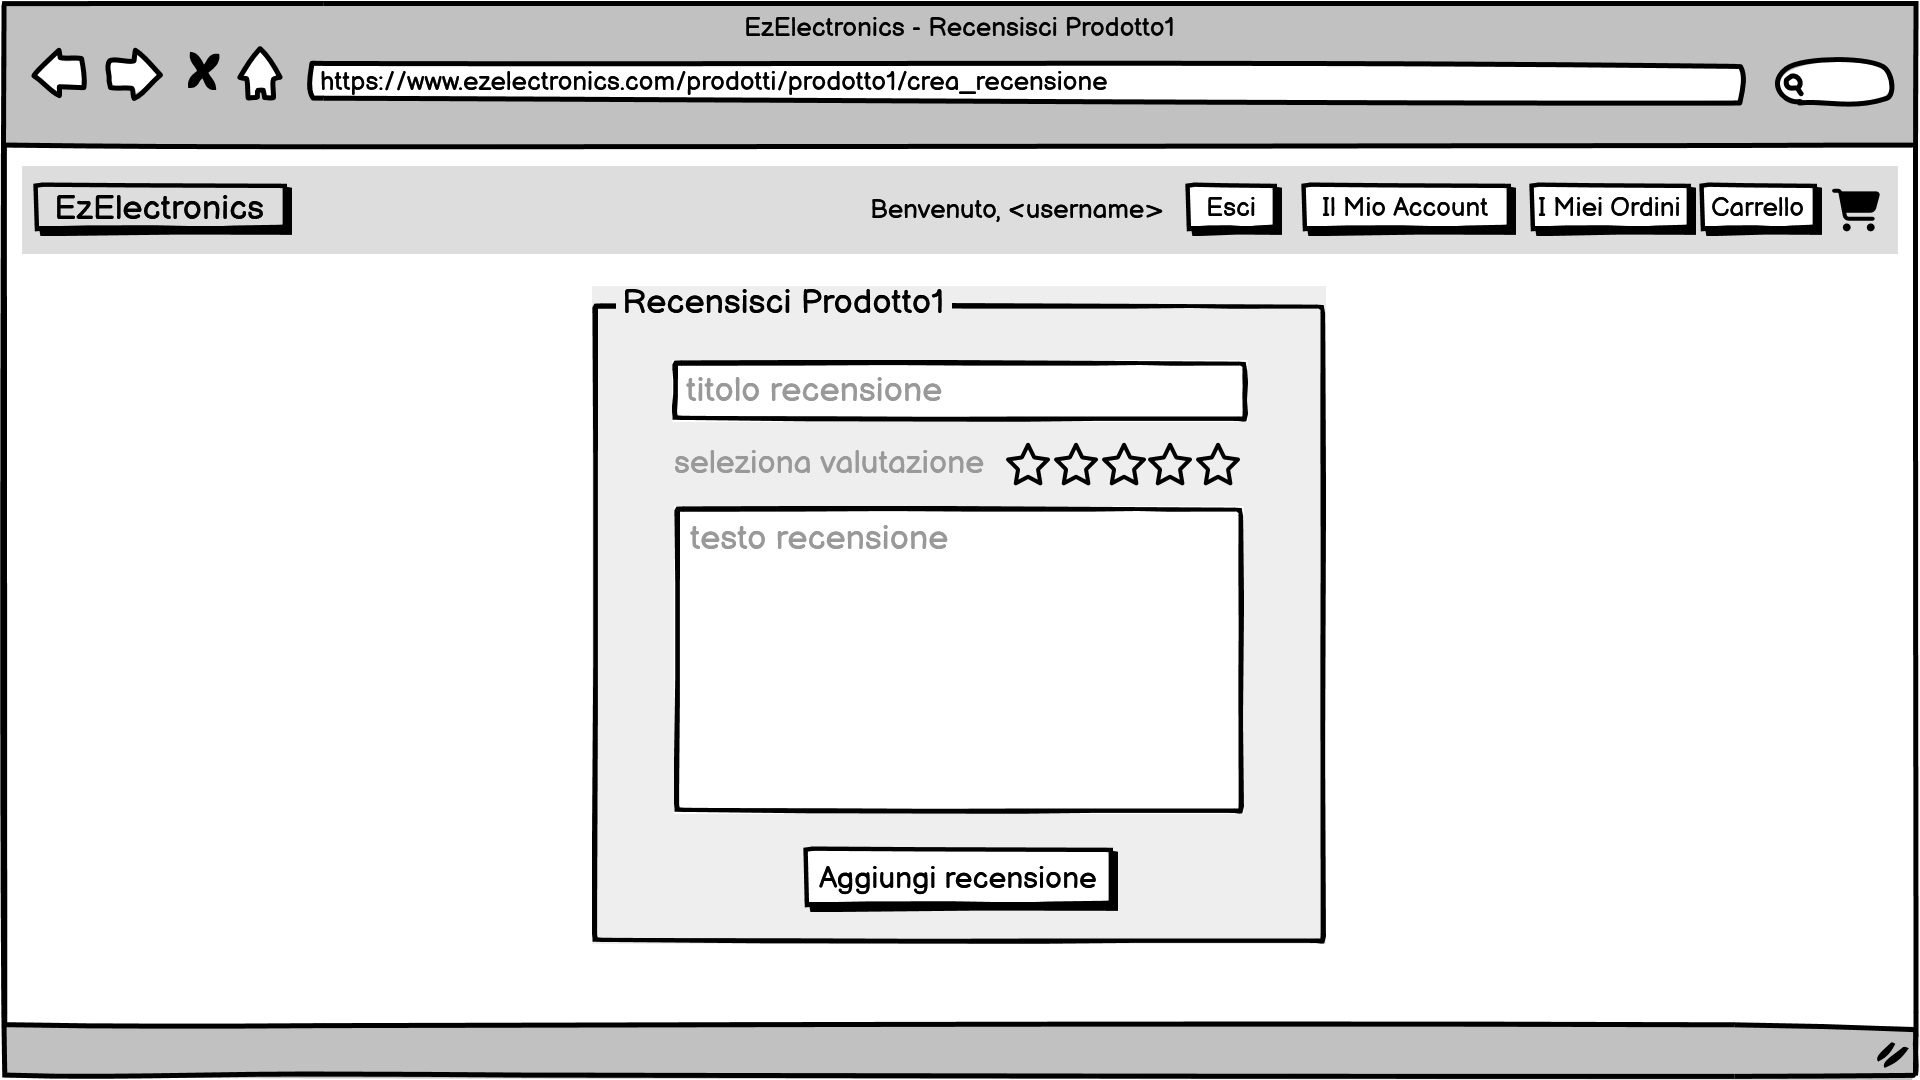 EzElectronics - Recensisci Prodotto1
https://www.ezelectronics.com/prodotti/prodotto1/crea_recensione
EzElectronics
Benvenuto, <username>
Esci
Il Mio Account
I Miei Ordini
Carrello
Recensisci Prodotto1
titolo recensione
seleziona valutazione
testo recensione
Aggiungi recensione